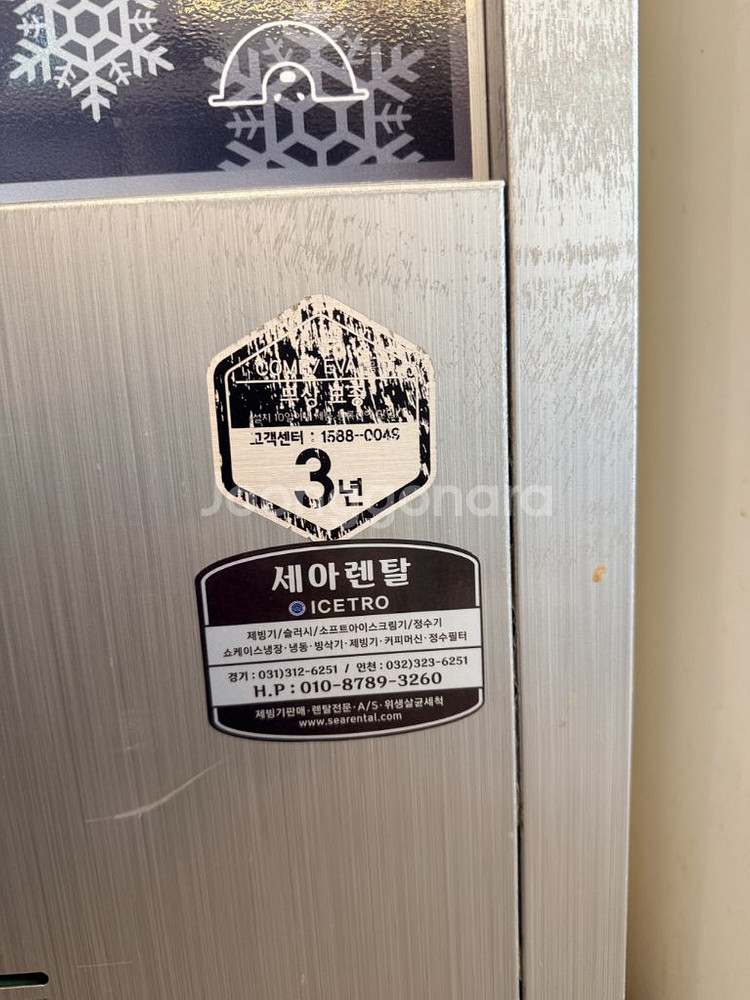 무상 보증
고객센터 : 1588--0049
3년
Joonggonara
세아렌탈
ICETRO
제빙기/슬러시/소프트아이스크림기/정수기
쇼케이스냉장·냉동·빙삭기·제빙기·커피머신·정수필터
경기 : 031)312-6251 / 인천 : 032)323-6251
H.P : 010-8789-3260
제빙기판매·렌탈전문·A/S·위생살균세척
www.searental.com